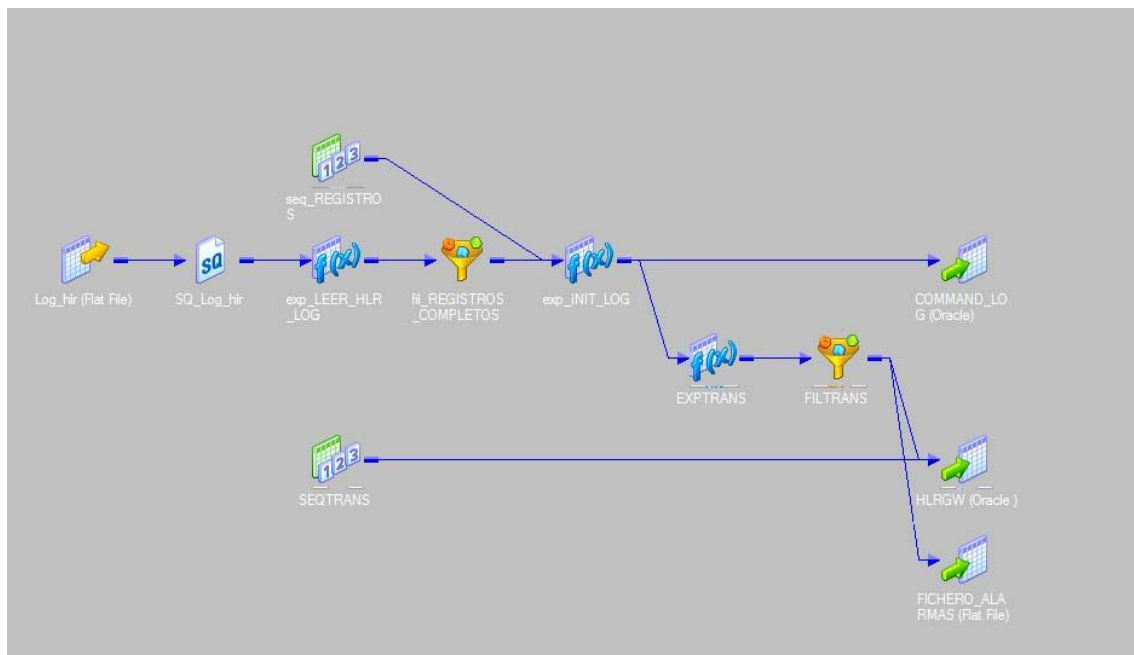 seq_REGISTRO
S
Log_hlr (Flat File)
SQ_Log_hlr
exp_LEER_HLR
_LOG
fil_REGISTROS
_COMPLETOS
exp_INIT_LOG
COMMAND_LO
G (Oracle)
EXPTRANS
FILTRANS
SEQTRANS
HLRGW (Oracle )
FICHERO_ALA
RMAS (Flat File)